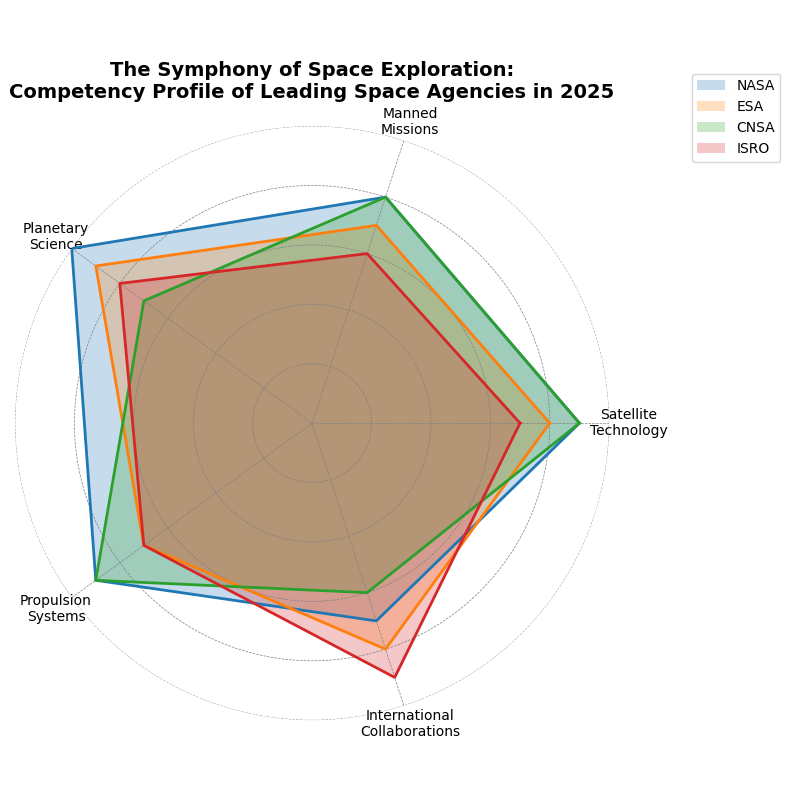 The Symphony of Space Exploration:
Competency Profile of Leading Space Agencies in 2025
NASA
ESA
CNSA
ISRO
Manned
Missions
Planetary
Science
Satellite
Technology
Propulsion
Systems
International
Collaborations